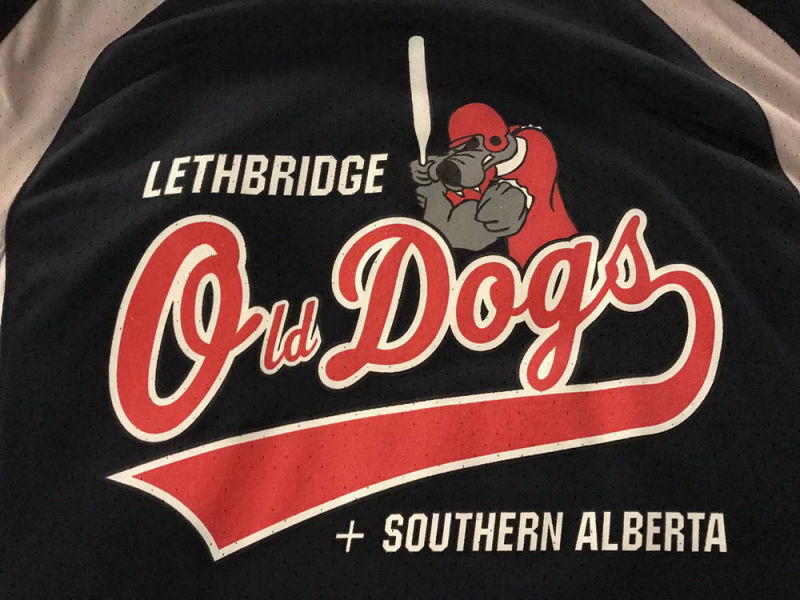 LETHBRIDGE
Old Dogs
+ SOUTHERN ALBERTA